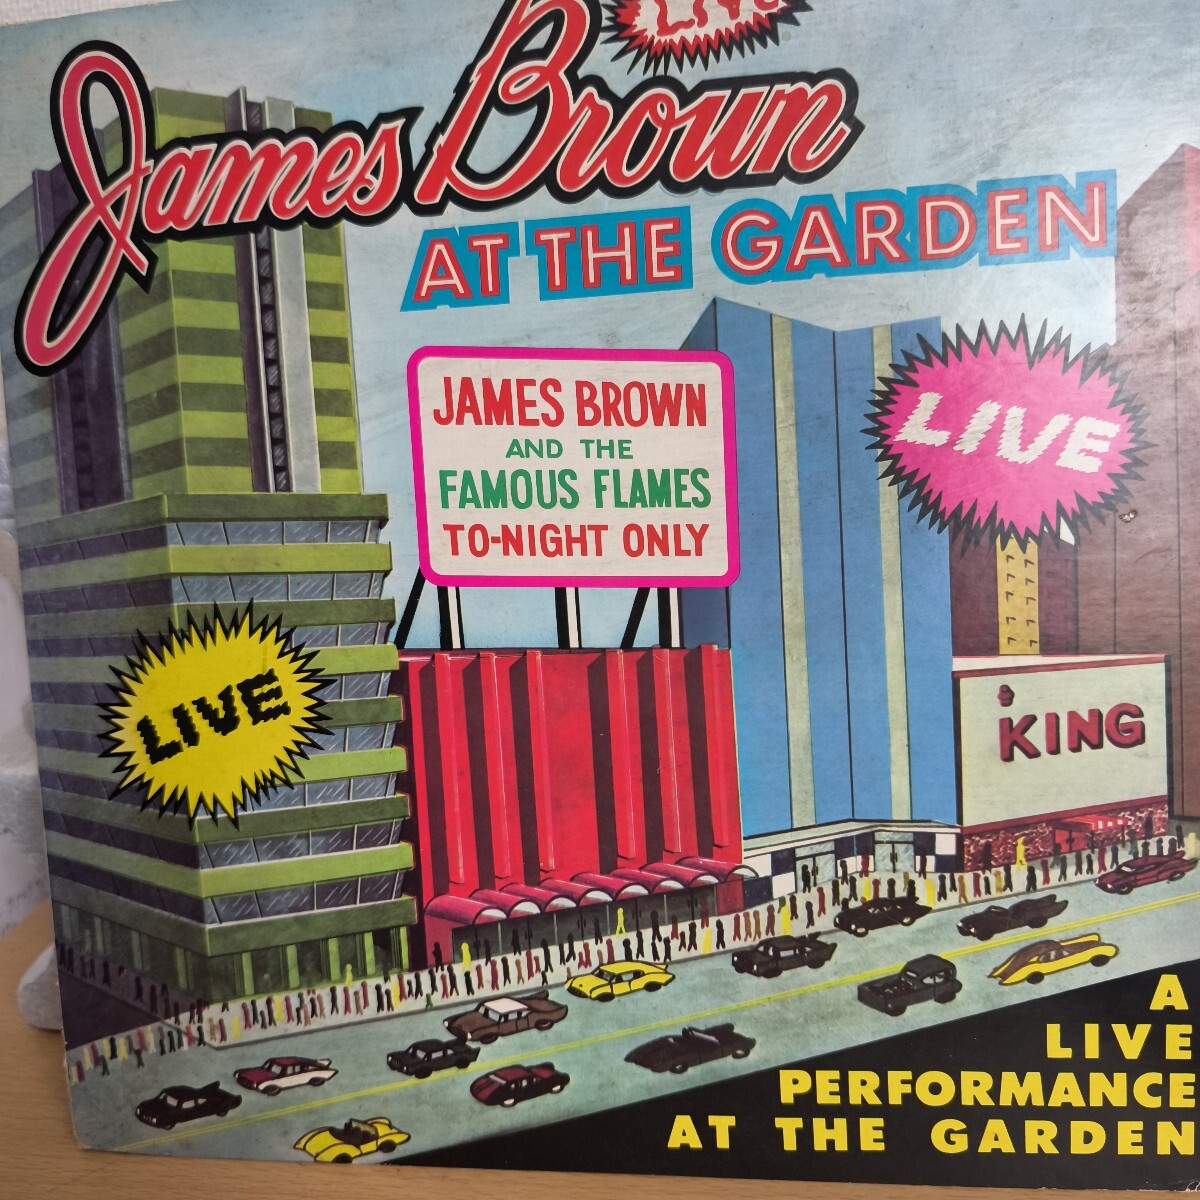 LIVE
James Brown
AT THE GARDEN
JAMES BROWN
AND THE
FAMOUS FLAMES
TO-NIGHT ONLY
LIVE
LIVE
KING
A
LIVE
PERFORMANCE
AT THE GARDEN